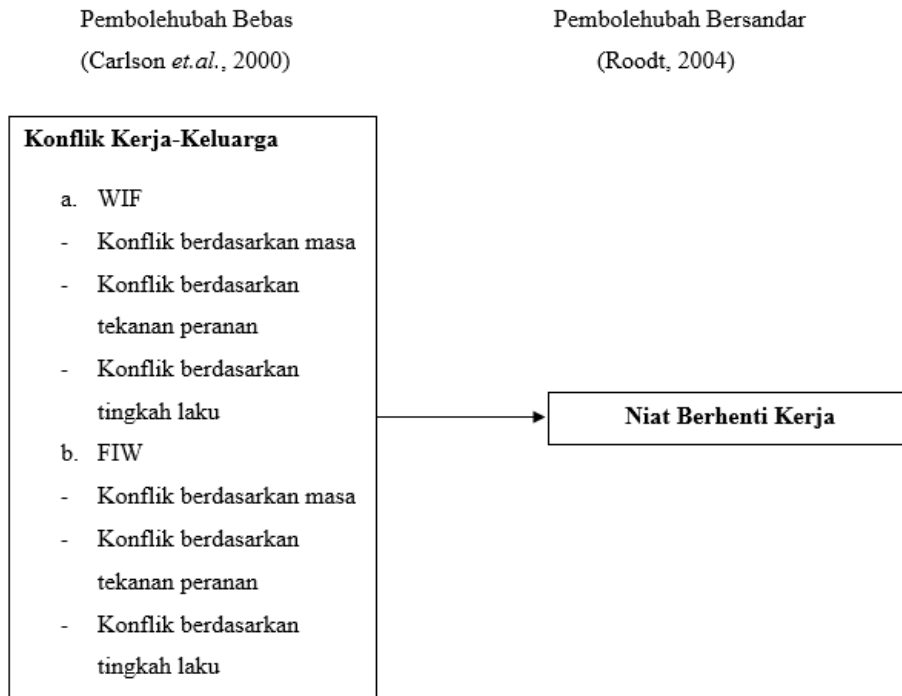 Pembolehubah Bebas
(Carlson et.al., 2000)
Pembolehubah Bersandar
(Roodt, 2004)
Konflik Kerja-Keluarga
a. WIF
- Konflik berdasarkan masa
- Konflik berdasarkan
tekanan peranan
- Konflik berdasarkan
tingkah laku
b. FIW
- Konflik berdasarkan masa
- Konflik berdasarkan
tekanan peranan
- Konflik berdasarkan
tingkah laku
Niat Berhenti Kerja